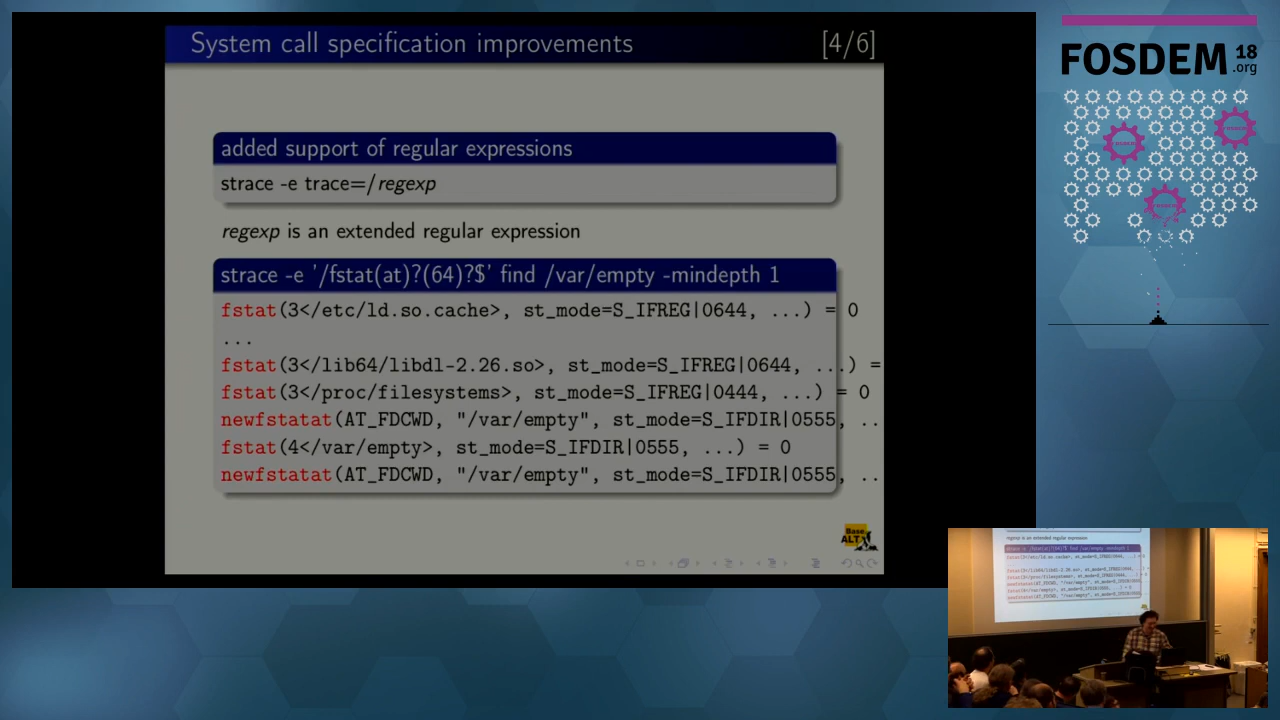 System call specification improvements [4/6]
added support of regular expressions
strace -e trace=/regexp
regexp is an extended regular expression
strace -e '/fstat(at)?(64)?$' find /var/empty -mindepth 1
fstat(3</etc/ld.so.cache>, st_mode=S_IFREG|0644, ...) = 0
...
fstat(3</lib64/libdl-2.26.so>, st_mode=S_IFREG|0644, ...) =
fstat(3</proc/filesystems>, st_mode=S_IFREG|0444, ...) = 0
newfstatat(AT_FDCWD, "/var/empty", st_mode=S_IFDIR|0555, ..
fstat(4</var/empty>, st_mode=S_IFDIR|0555, ...) = 0
newfstatat(AT_FDCWD, "/var/empty", st_mode=S_IFDIR|0555, ..
Base
ALT
FOSDEM 18
.org